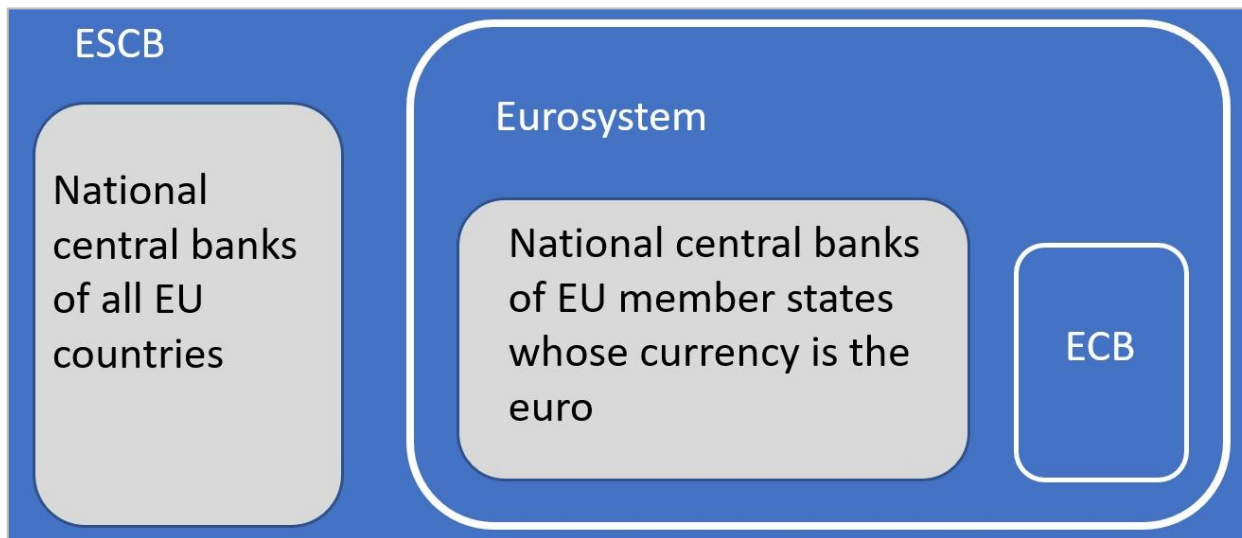 ESCB
National
central banks
of all EU
countries
Eurosystem
National central banks
of EU member states
whose currency is the
euro
ECB